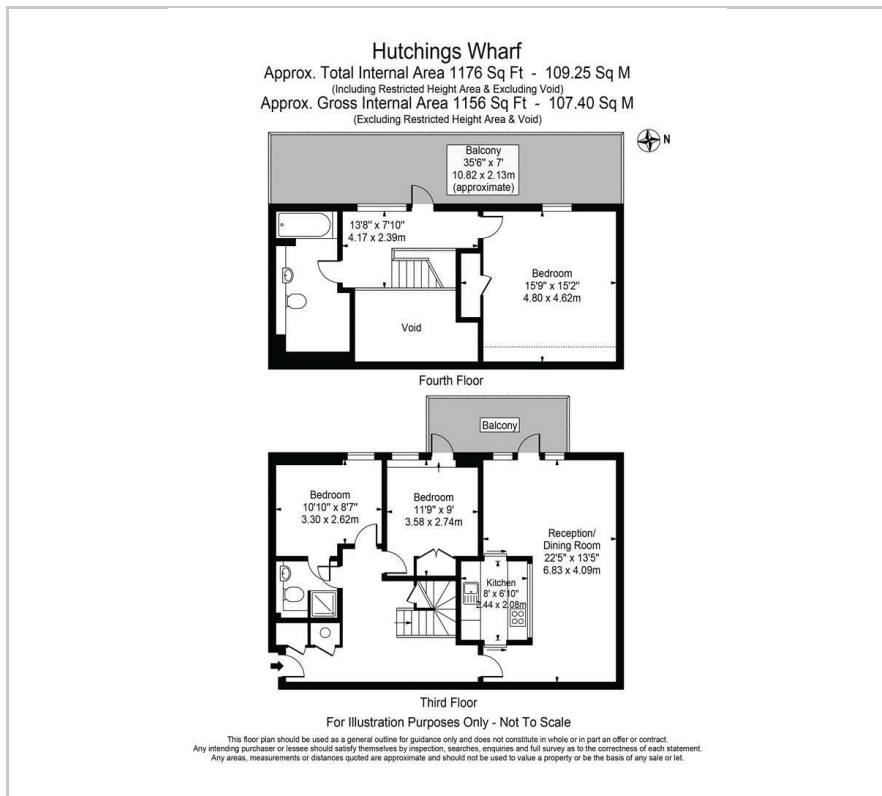 Hutchings Wharf
Approx. Total Internal Area 1176 Sq Ft - 109.25 Sq M
(Including Restricted Height Area & Excluding Void)
Approx. Gross Internal Area 1156 Sq Ft - 107.40 Sq M
(Excluding Restricted Height Area & Void)
N
Balcony
35'6" x 7'
10.82 x 2.13m
(approximate)
13'8" x 7'10"
4.17 x 2.39m
Bedroom
15'9" x 15'2"
4.80 x 4.62m
Void
Fourth Floor
Balcony
Bedroom
10'10" x 8'7"
3.30 x 2.62m
Bedroom
11'9" x 9'
3.58 x 2.74m
Reception/
Dining Room
22'5" x 13'5"
6.83 x 4.09m
Kitchen
8' x 6'10"
2.44 x 2.08m
Third Floor
For Illustration Purposes Only - Not To Scale
This floor plan should be used as a general outline for guidance only and does not constitute in whole or in part an offer or contract.
Any intending purchaser or lessee should satisfy themselves by inspection, searches, enquiries and full survey as to the correctness of each statement.
Any areas, measurements or distances quoted are approximate and should not be used to value a property or be the basis of any sale or let.